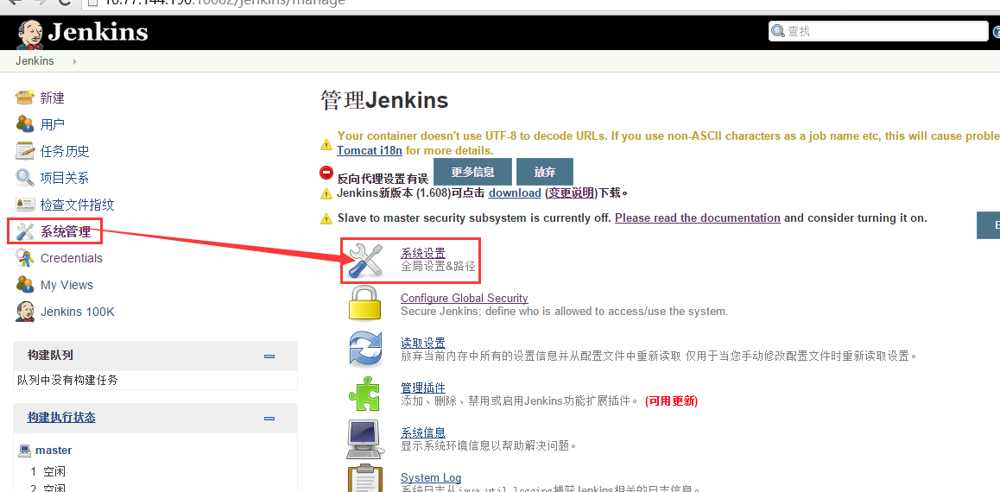 10.77.144.190:10082/jenkins/manage
Jenkins
查找
Jenkins
新建
用户
任务历史
项目关系
检查文件指纹
系统管理
Credentials
My Views
Jenkins 100K
构建队列
队列中没有构建任务
构建执行状态
master
1 空闲
2 空闲
管理Jenkins
Your container doesn't use UTF-8 to decode URLs. If you use non-ASCII characters as a job name etc, this will cause
Tomcat i18n for more details.
反向代理设置有误 更多信息 放弃
Jenkins新版本 (1.608)可点击 download (变更说明)下载。
Slave to master security subsystem is currently off. Please read the documentation and consider turning it on.
系统设置
全局设置&路径
Configure Global Security
Secure Jenkins; define who is allowed to access/use the system.
读取设置
放弃当前内存中所有的设置信息并从配置文件中重新读取 仅用于当您手动修改配置文件时重新读取设置。
管理插件
添加、删除、禁用或启用Jenkins功能扩展插件。 (可用更新)
系统信息
显示系统环境信息以帮助解决问题。
System Log
系统日志从java.util.logging捕获Jenkins相关的日志信息。